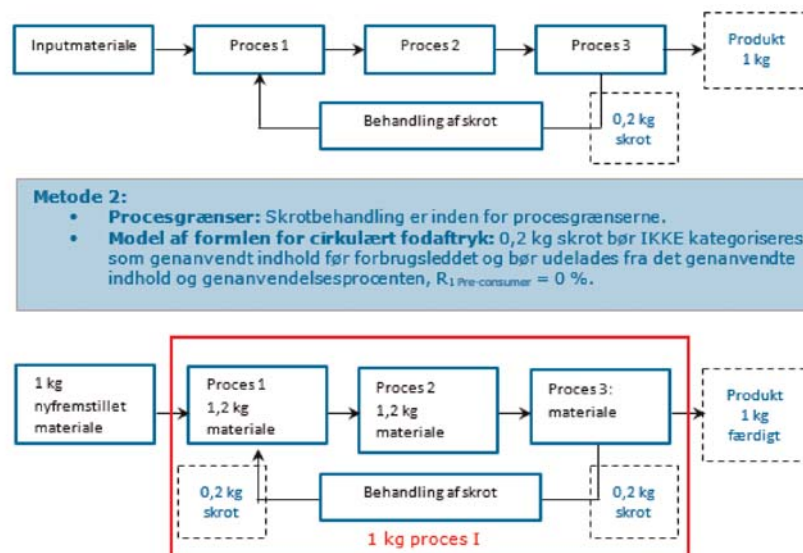 Inputmateriale
Proces 1
Proces 2
Proces 3
Produkt
1 kg
Behandling af skrot
0,2 kg
skrot
Metode 2:
• Procesgrænser: Skrotbehandling er inden for procesgrænserne.
• Model af formlen for cirkulært fodaftryk: 0,2 kg skrot bør IKKE kategoriseres
som genanvendt indhold før forbrugsleddet og bør udelades fra det genanvendte
indhold og genanvendelsesprocenten, R1 Pre-consumer = 0 %.
1 kg
nyfremstillet
materiale
Proces 1
1,2 kg
materiale
Proces 2
1,2 kg
materiale
Proces 3:
materiale
Produkt
1 kg
færdigt
0,2 kg
skrot
Behandling af skrot
0,2 kg
skrot
1 kg proces I